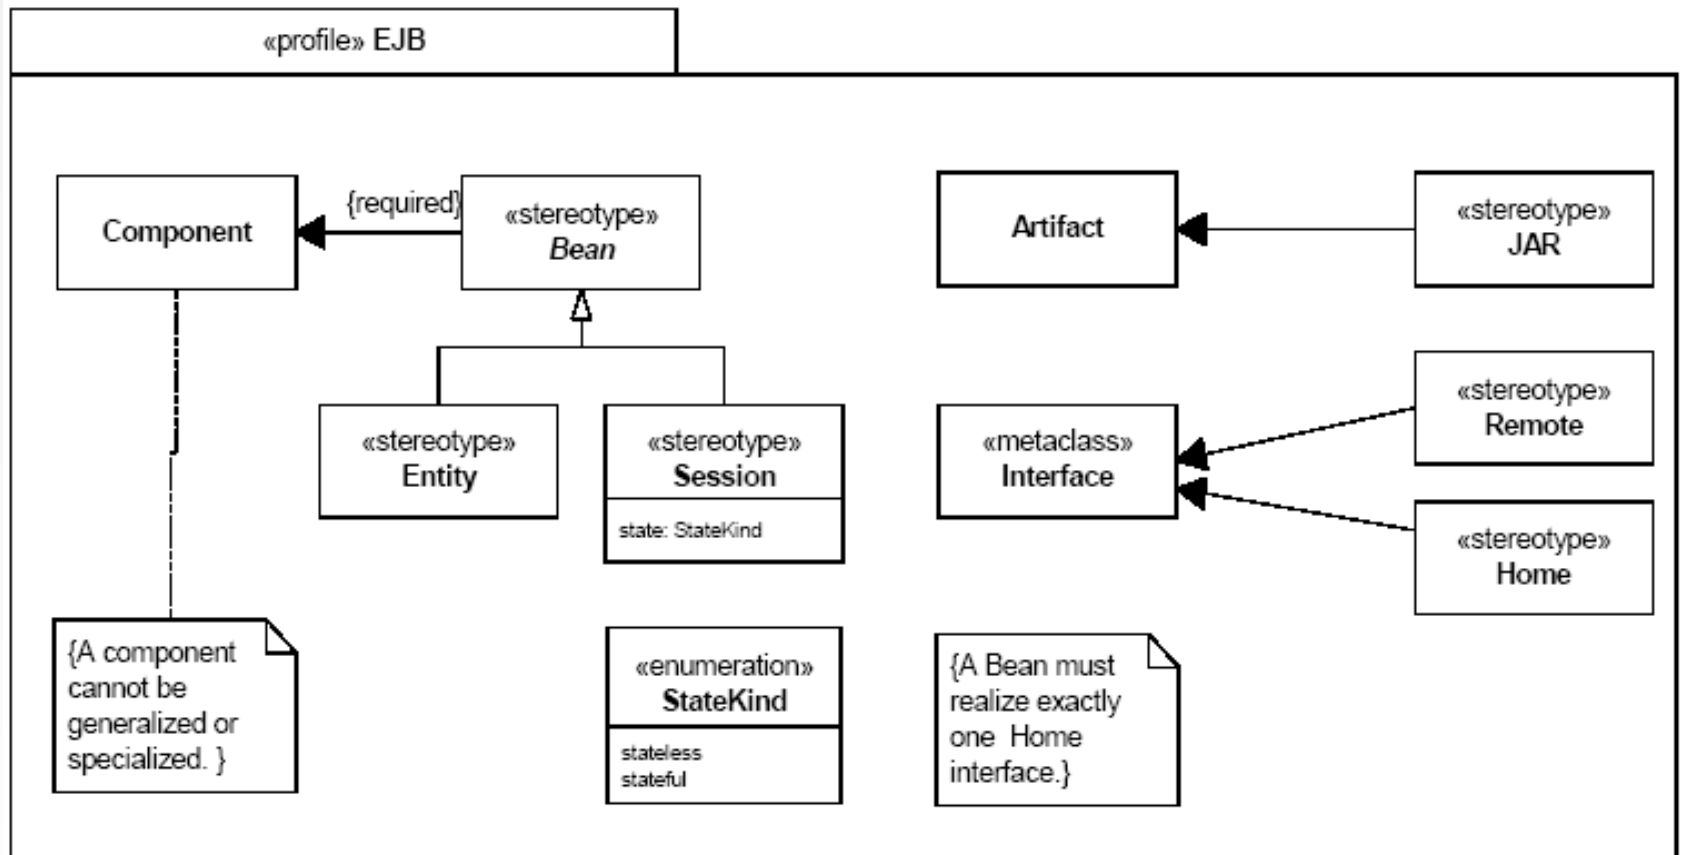 «profile» EJB
Component
{required}
«stereotype»
Bean
Artifact
«stereotype»
JAR
«stereotype»
Entity
«stereotype»
Session
state: StateKind
«metaclass»
Interface
«stereotype»
Remote
«stereotype»
Home
{A component
cannot be
generalized or
specialized. }
«enumeration»
StateKind
stateless
stateful
{A Bean must
realize exactly
one Home
interface.}